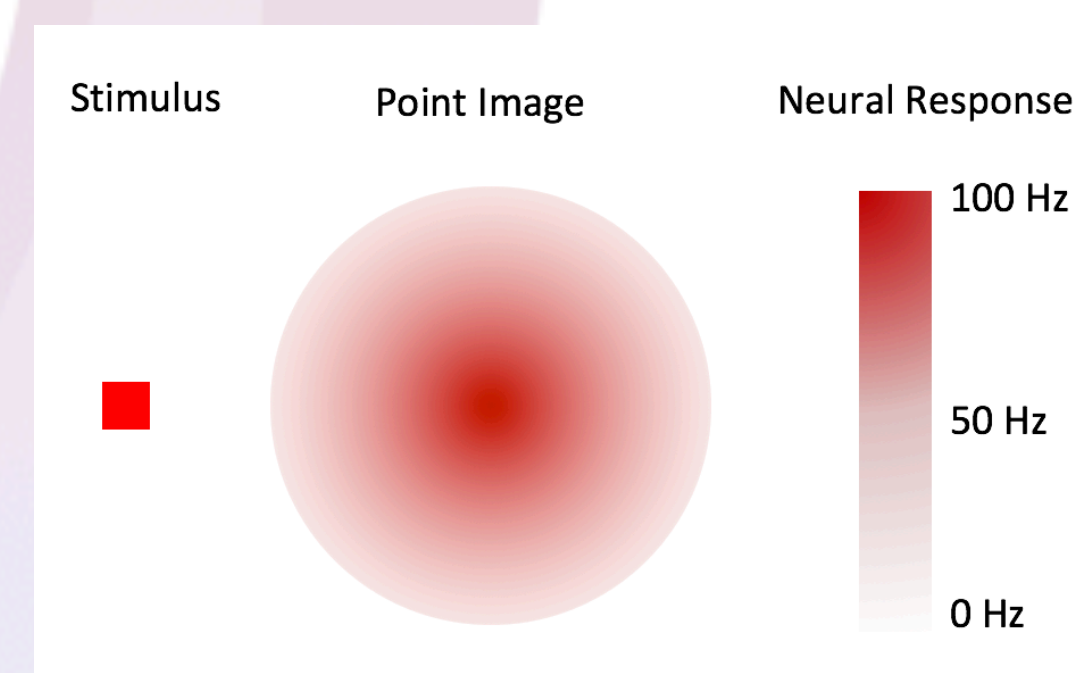 Stimulus
Point Image
Neural Response
100 Hz
50 Hz
0 Hz